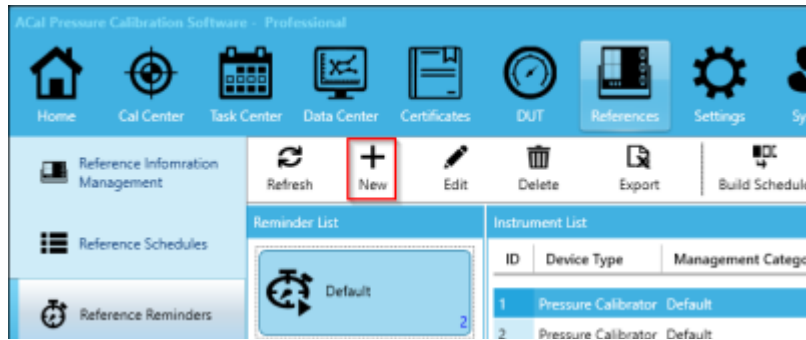 ACal Pressure Calibration Software - Professional
Home
Cal Center
Task Center
Data Center
Certificates
DUT
References
Settings
Sy
Refresh
New
Edit
Delete
Export
Build Schedule
Reference Infomration
Management
Reference Schedules
Reference Reminders
Reminder List
Default
2
Instrument List
ID Device Type Management Catego
1 Pressure Calibrator Default
2 Pressure Calibrator Default